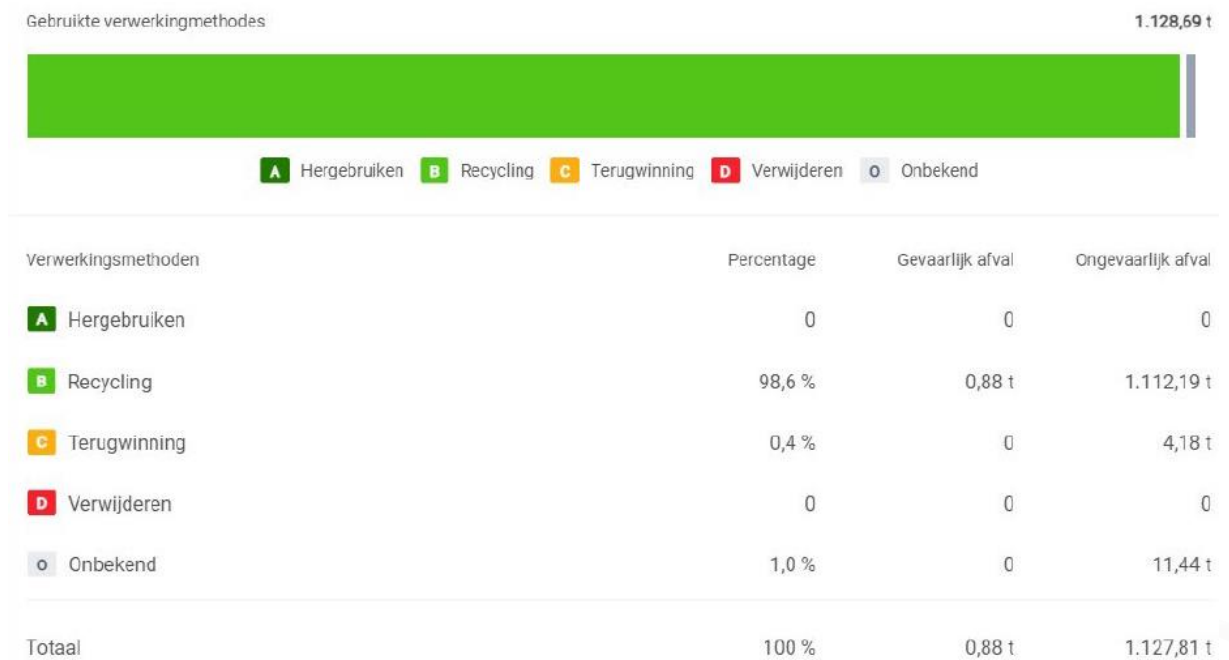 Gebruikte verwerkingmethodes 1.128,69 t
A Hergebruiken B Recycling C Terugwinning D Verwijderen O Onbekend
Verwerkingsmethoden Percentage Gevaarlijk afval Ongevaarlijk afval
A Hergebruiken 0 0 0
B Recycling 98,6 % 0,88 t 1.112,19 t
C Terugwinning 0,4 % 0 4,18 t
D Verwijderen 0 0 0
O Onbekend 1,0 % 0 11,44 t
Totaal 100 % 0,88 t 1.127,81 t